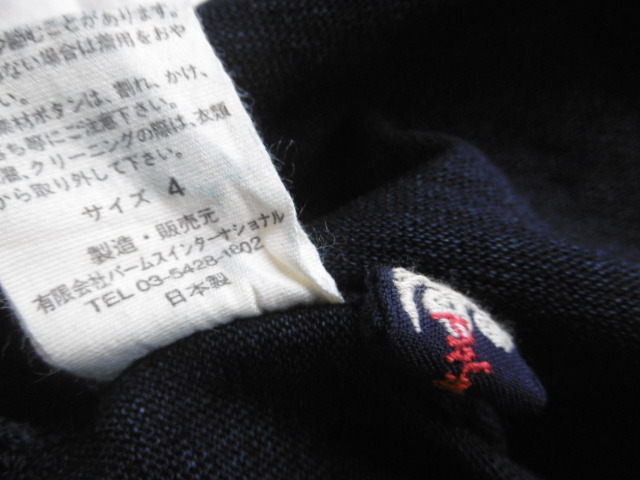 むことがあります。
ない場合は着用をおや
い。
素材ボタンは、割れ、かけ、
ち等にご注意下さい。
温、クリーニングの際は、衣類
から取り外して下さい。
サイズ 4
製造・販売元
有限会社パームスインターナショナル
TEL 03-5428-1602
日本製